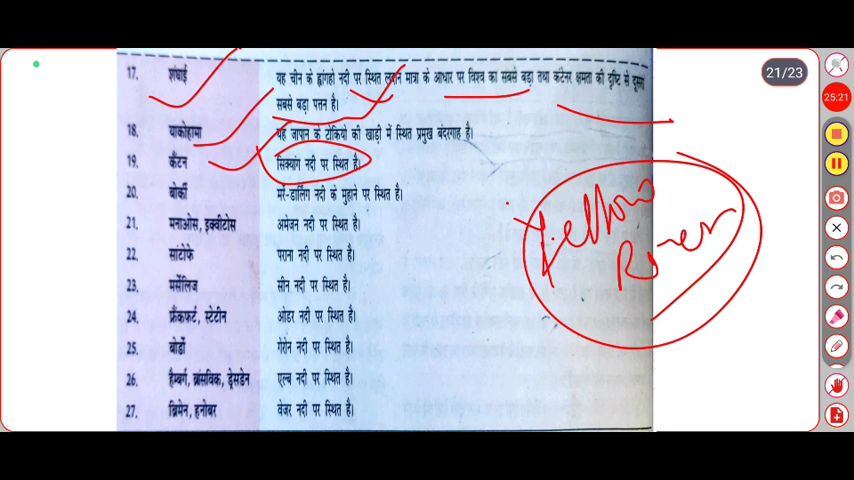 17. शंघाई यह चीन के ह्वांगहो नदी पर स्थित लदान मात्रा के आधार पर विश्व का सबसे बड़ा तथा कंटेनर क्षमता की दृष्टि से दूसरा
सबसे बड़ा पत्तन है।
18. याकोहामा यह जापान के टोकियो की खाड़ी में स्थित प्रमुख बंदरगाह है।
19. कैंटन सिक्यांग नदी पर स्थित है।
20. बोर्की मरे-डार्लिंग नदी के मुहाने पर स्थित है।
21. मनाओस, इक्वीटोस अमेजन नदी पर स्थित है।
22. सांटोफे पराना नदी पर स्थित है।
23. मर्सेलिज सीन नदी पर स्थित है।
24. फ्रैंकफर्ट, स्टेटीन ओडर नदी पर स्थित है।
25. बोर्डो गेरोन नदी पर स्थित है।
26. हैम्बर्ग, ब्रांसविक, ड्रेसडेन एल्ब नदी पर स्थित है।
27. ब्रिमेन, हनोबर वेजर नदी पर स्थित है।
Yellow
River
21/23
25:21